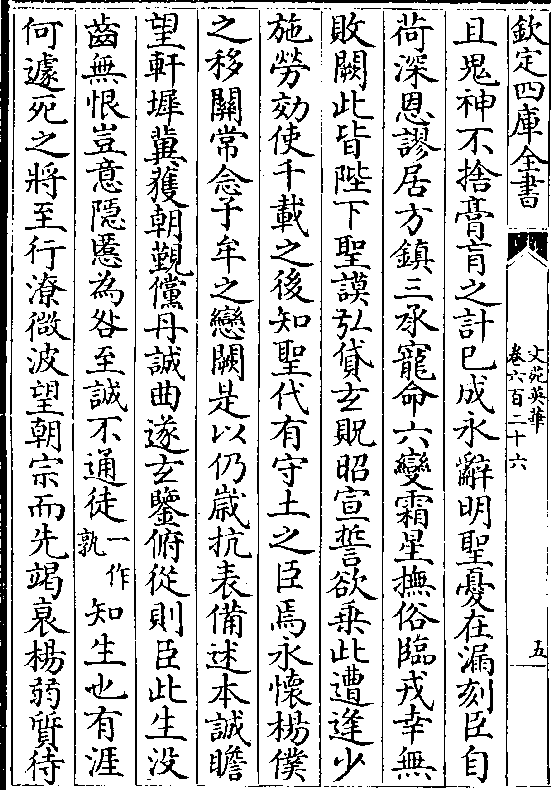 欽定四庫全書
文苑英華
卷六百二十六
五
且鬼神不捨膏肓之計已成永辭明聖憂在漏刻臣自
荷深恩謬居方鎮三承寵命六變霜星撫俗臨戎幸無
敗闕此皆陛下聖謨弘貸玄貺昭宣誓欲乗此遭逢少
施勞効使千載之後知聖代有守土之臣焉永懷楊僕
之移關常念子牟之戀闕是以仍嵗抗表備述本誠瞻
望軒墀冀獲朝覲儻丹誠曲遂玄鑒俯從則臣此生没
齒無恨豈意隱慝為咎至誠不通徒一作孰知生也有涯
何遽死之將至行潦微波望朝宗而先竭衰楊弱質待